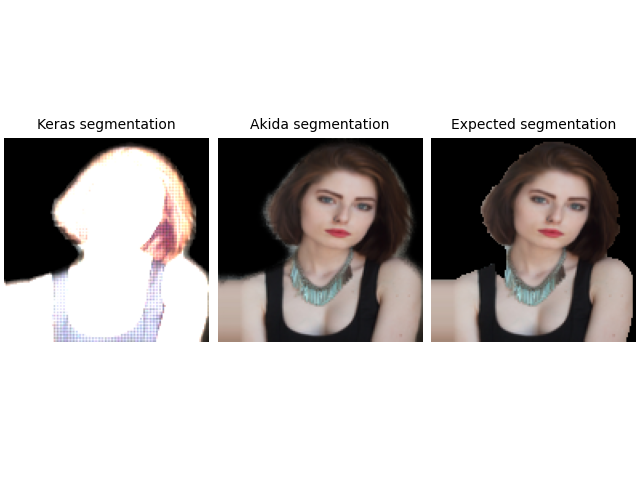 Keras segmentation
Akida segmentation
Expected segmentation